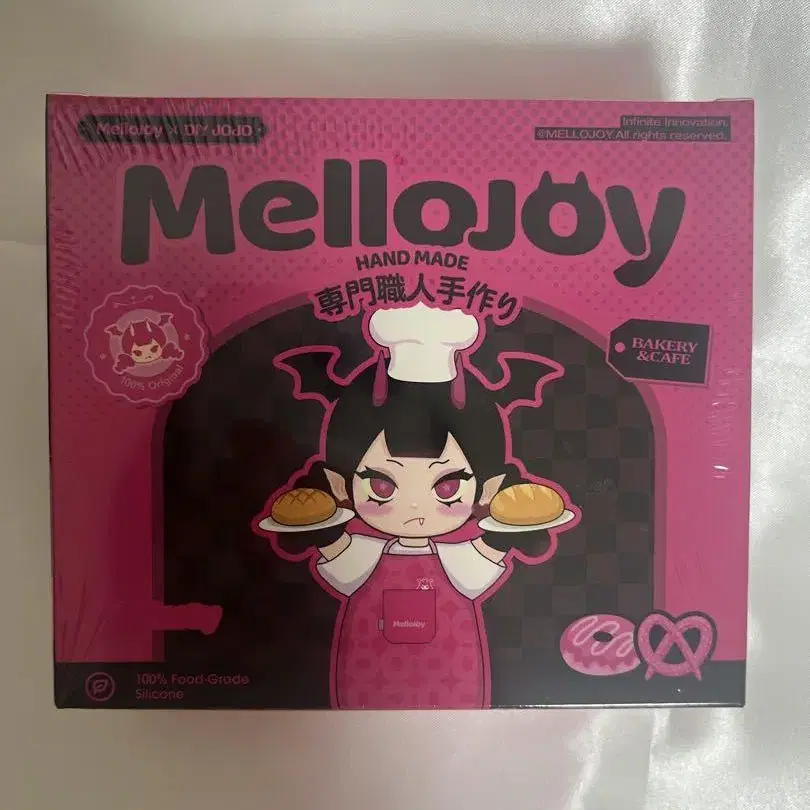 MelloJoy × DIY JOJO
Infinite Innovation.
@MELLOJOY.All rights reserved.
MelloJoy
HAND MADE
専門職人手作り
100% Original
BAKERY
&CAFE
MelloJoy
100% Food-Grade
Silicone